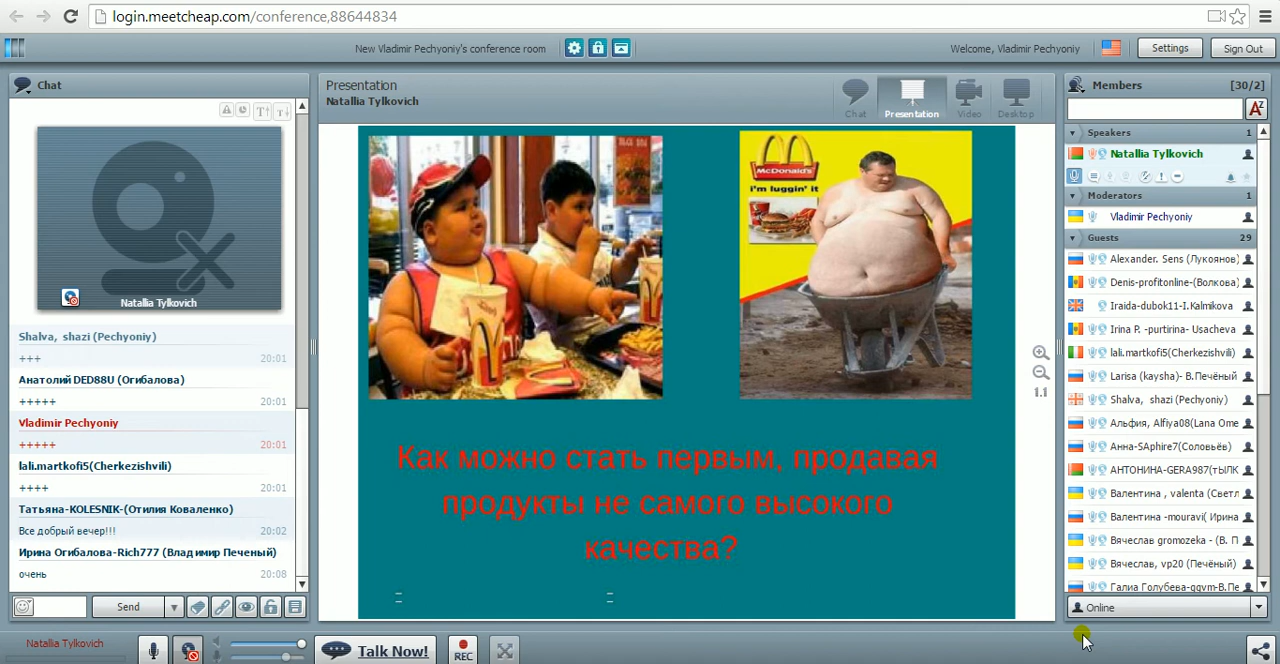 login.meetcheap.com/conference,88644834
New Vladimir Pechyoniy's conference room
Welcome, Vladimir Pechyoniy
Settings
Sign Out
Chat
Natallia Tylkovich
Shalva, shazi (Pechyoniy)
+++ 20:01
Анатолий DED88U (Огибалова)
+++++ 20:01
Vladimir Pechyoniy
+++++ 20:01
lali.martkofi5(Cherkezishvili)
++++ 20:01
Татьяна-KOLESNIK-(Отилия Коваленко)
Все добрый вечер!!! 20:02
Ирина Огибалова-Rich777 (Владимир Печеный)
очень 20:08
Send
Presentation
Natallia Tylkovich
Chat
Presentation
Video
Desktop
McDonald's
i'm luggin' it
Как можно стать первым, продавая
продукты не самого высокого
качества?
1.1
Members [30/2]
Speakers 1
Natallia Tylkovich
Moderators 1
Vladimir Pechyoniy
Guests 29
Alexander. Sens (Лукоянов)
Denis-profitonline-(Волкова)
Iraida-dubok11-I.Kalmikova
Irina P. -purtirina- Usacheva
lali.martkofi5(Cherkezishvili)
Larisa (kaysha)- В.Печёный
Shalva, shazi (Pechyoniy)
Альфия, Alfiya08(Lana Ome
Анна-SAphire7(Соловьёв)
АНТОНИНА-GERA987(тЫЛК
Валентина , valenta (Светл
Валентина -mouravi( Ирина
Вячеслав gromozeka - (В. П
Вячеслав, vp20 (Печёный)
Галиа Голубева-ggvm-В.Пе
Online
Natallia Tylkovich
Talk Now!
REC